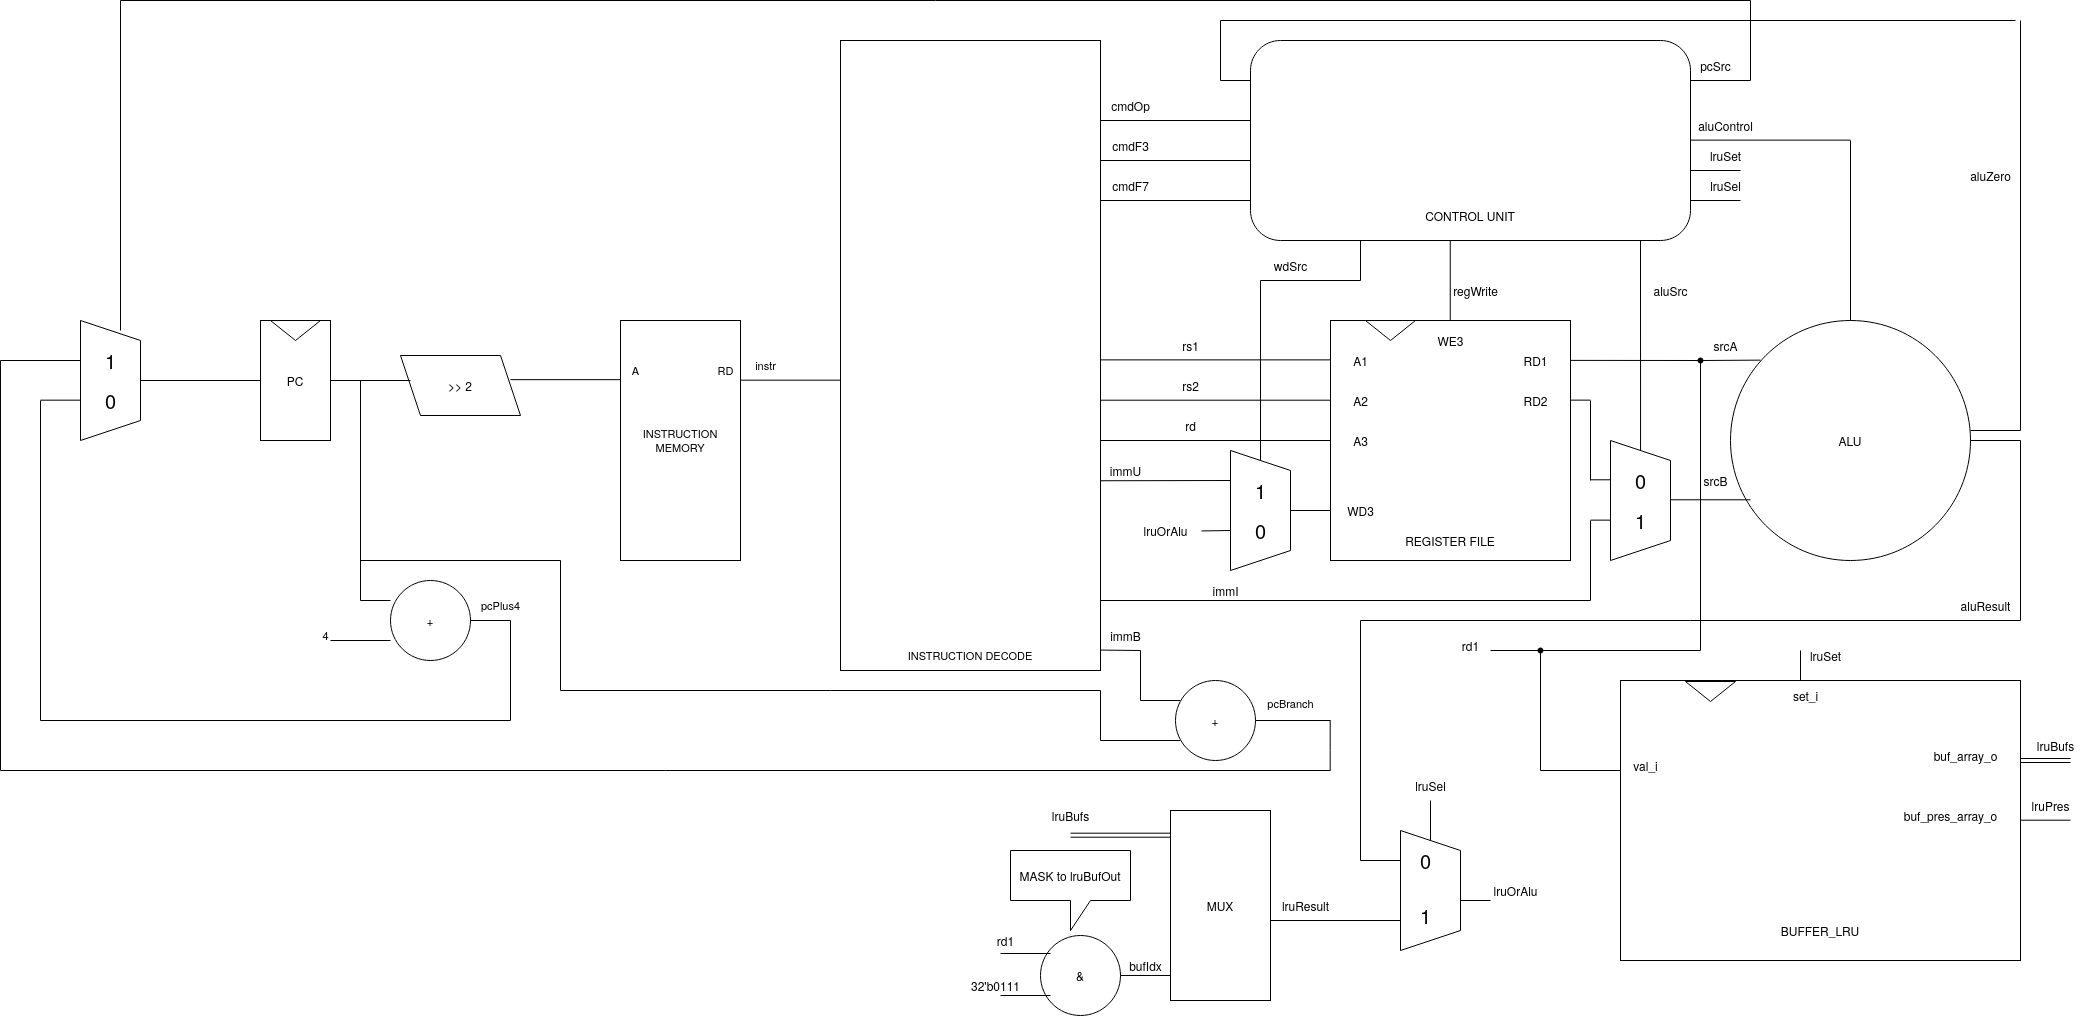 pcSrc
cmdOp
aluControl
cmdF3
lruSet
aluZero
cmdF7
lruSel
CONTROL UNIT
wdSrc
regWrite
aluSrc
1
0
PC
>> 2
A
RD
INSTRUCTION
MEMORY
instr
rs1
rs2
rd
immU
lruOrAlu
1
0
WE3
A1
RD1
A2
RD2
A3
WD3
REGISTER FILE
srcA
0
1
srcB
ALU
immI
aluResult
pcPlus4
+
4
immB
INSTRUCTION DECODE
rd1
lruSet
set_i
pcBranch
+
val_i
buf_array_o
lruBufs
buf_pres_array_o
lruPres
BUFFER_LRU
lruSel
lruBufs
MASK to lruBufOut
MUX
0
1
lruResult
lruOrAlu
rd1
32'b0111
&
bufIdx